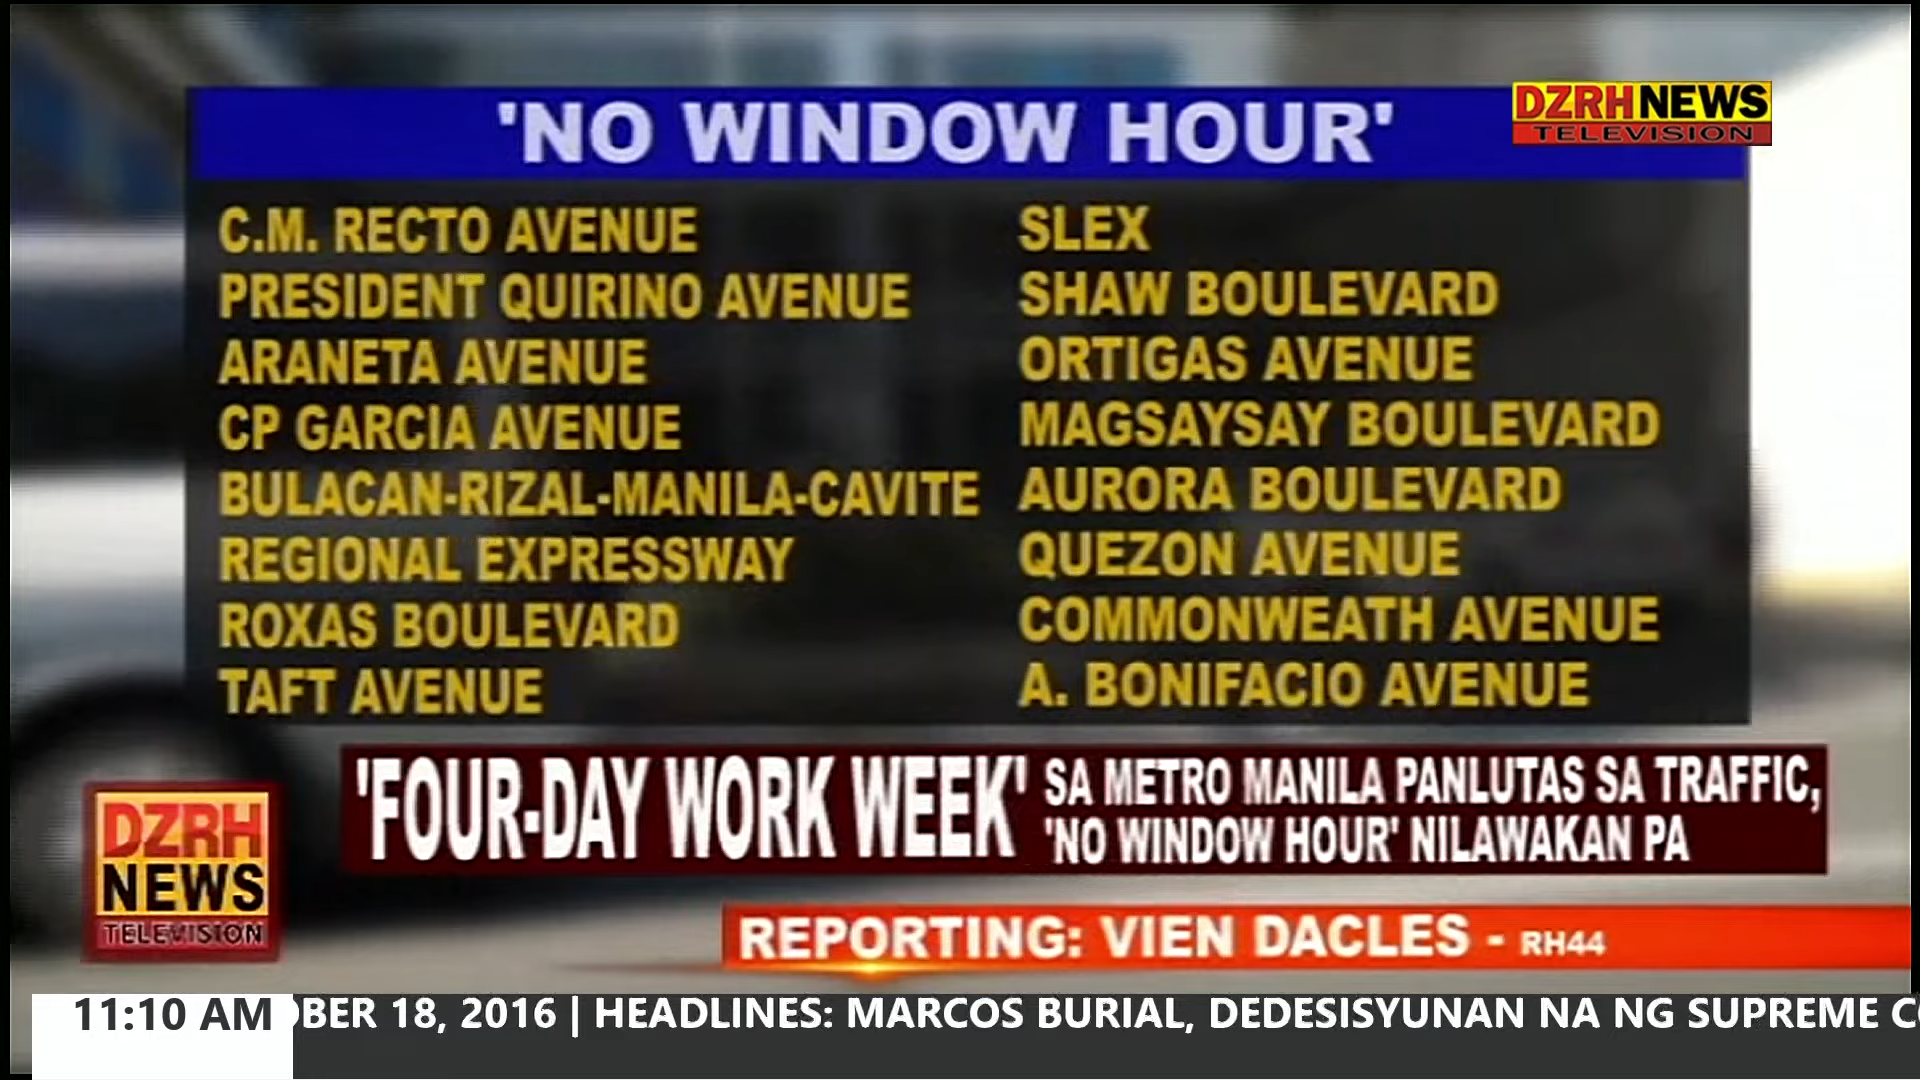 'NO WINDOW HOUR'
DZRHNEWS
TELEVISION
C.M. RECTO AVENUE
PRESIDENT QUIRINO AVENUE
ARANETA AVENUE
CP GARCIA AVENUE
BULACAN-RIZAL-MANILA-CAVITE
REGIONAL EXPRESSWAY
ROXAS BOULEVARD
TAFT AVENUE
SLEX
SHAW BOULEVARD
ORTIGAS AVENUE
MAGSAYSAY BOULEVARD
AURORA BOULEVARD
QUEZON AVENUE
COMMONWEATH AVENUE
A. BONIFACIO AVENUE
'FOUR-DAY WORK WEEK' SA METRO MANILA PANLUTAS SA TRAFFIC,
'NO WINDOW HOUR' NILAWAKAN PA
DZRH
NEWS
TELEVISION
REPORTING: VIEN DACLES - RH44
11:10 AM BER 18, 2016 | HEADLINES: MARCOS BURIAL, DEDESISYUNAN NA NG SUPREME